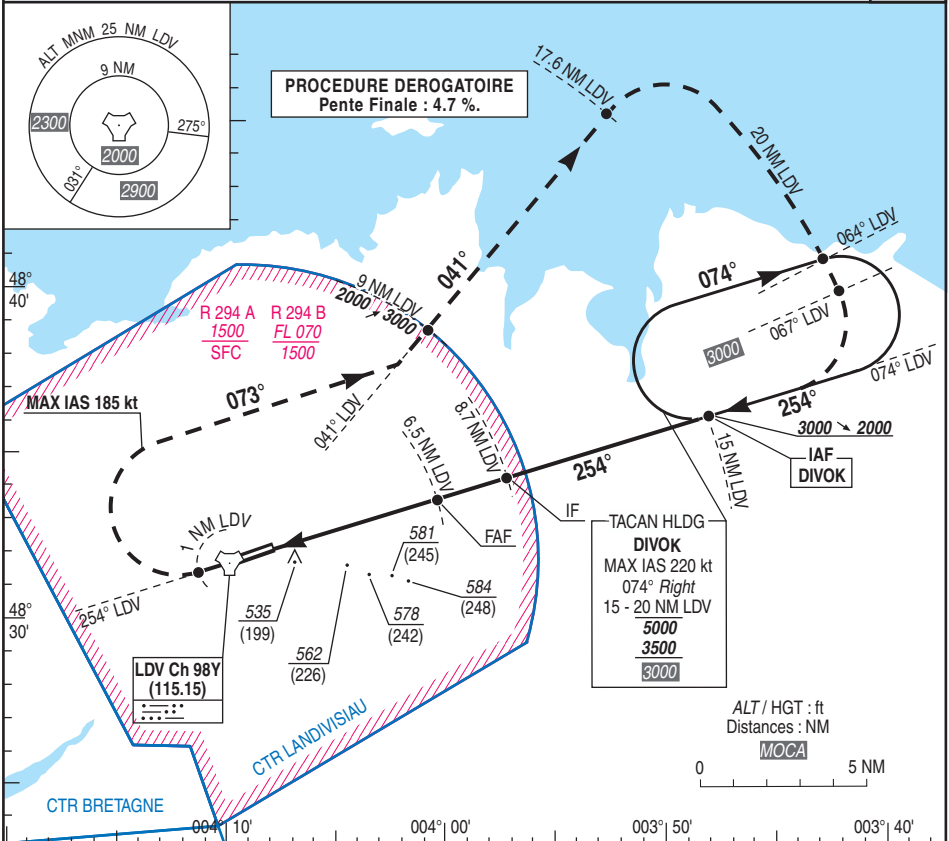 ALT MNM 25 NM LDV
9 NM
2300
275°
2000
031°
2900
PROCEDURE DEROGATOIRE
Pente Finale : 4.7 %.
17.6 NM LDV
20 NM LDV
064° LDV
041°
074°
067° LDV
3000
074° LDV
48°
40'
R 294 A
1500
SFC
R 294 B
FL 070
1500
9 NM LDV
2000 3000
073°
MAX IAS 185 kt
041° LDV
6.5 NM LDV
8.7 NM LDV
254°
254°
3000 ↘ 2000
IAF
DIVOK
15 NM LDV
IF
FAF
1 NM LDV
254° LDV
TACAN HLDG
DIVOK
MAX IAS 220 kt
074° Right
15 - 20 NM LDV
5000
3500
3000
581
(245)
584
(248)
578
(242)
535
(199)
562
(226)
48°
30'
LDV Ch 98Y
(115.15)
CTR LANDIVISIAU
CTR BRETAGNE
ALT / HGT : ft
Distances : NM
MOCA
0 5 NM
004° 10' 004° 00' 003° 50' 003° 40'